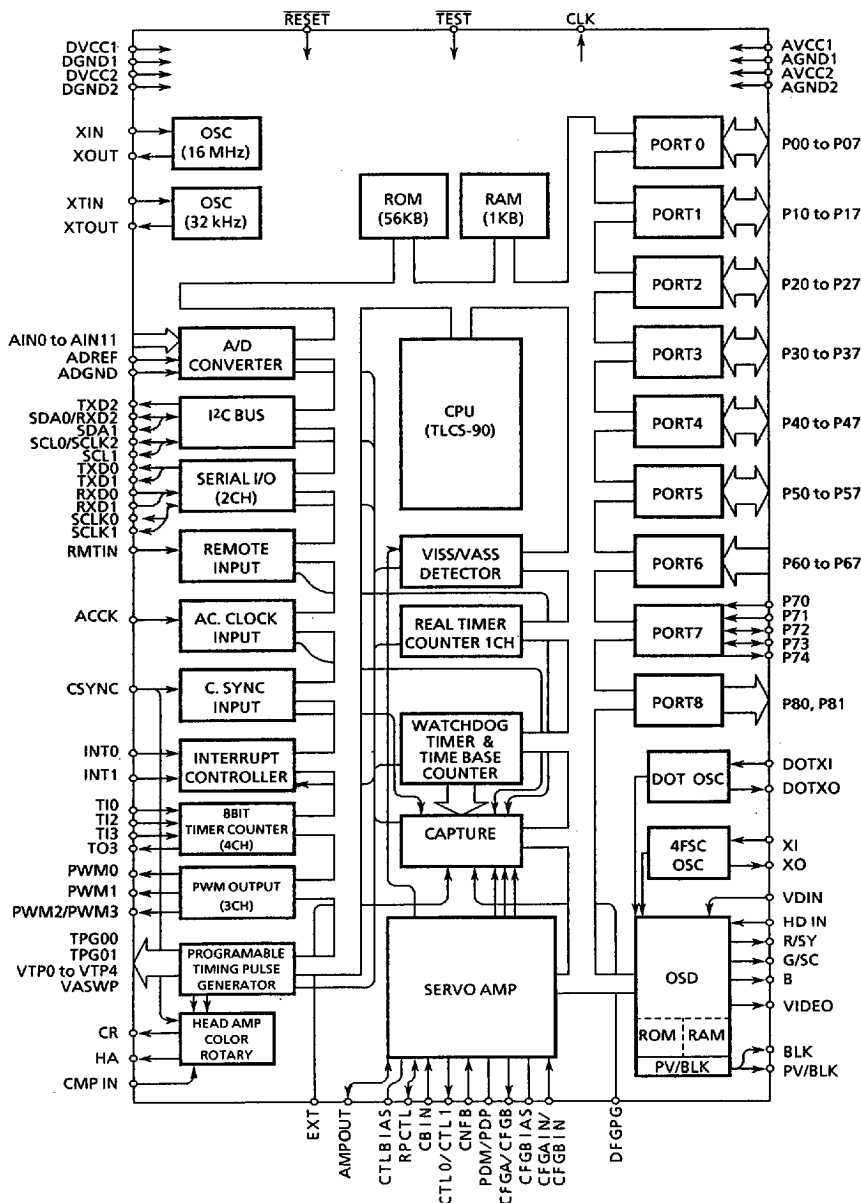 RESET
TEST
CLK
DVCC1
DGND1
DVCC2
DGND2
AVCC1
AGND1
AVCC2
AGND2
XIN
XOUT
OSC
(16 MHz)
XTIN
XTOUT
OSC
(32 kHz)
ROM
(56KB)
RAM
(1KB)
PORT 0
P00 to P07
PORT1
P10 to P17
PORT2
P20 to P27
PORT3
P30 to P37
PORT4
P40 to P47
PORT5
P50 to P57
PORT6
P60 to P67
PORT7
P70
P71
P72
P73
P74
PORT8
P80, P81
AIN0 to AIN11
ADREF
ADGND
A/D
CONVERTER
TXD2
SDA0/RXD2
SDA1
SCL0/SCLK2
SCL1
I²C BUS
TXD0
TXD1
RXD0
RXD1
SCLK0
SCLK1
SERIAL I/O
(2CH)
RMTIN
REMOTE
INPUT
ACCK
AC. CLOCK
INPUT
CSYNC
C. SYNC
INPUT
INT0
INT1
INTERRUPT
CONTROLLER
TI0
TI2
TI3
TO3
8BIT
TIMER COUNTER
(4CH)
PWM0
PWM1
PWM2/PWM3
PWM OUTPUT
(3CH)
TPG00
TPG01
VTP0 to VTP4
VASWP
PROGRAMABLE
TIMING PULSE
GENERATOR
CR
HA
CMP IN
HEAD AMP
COLOR
ROTARY
CPU
(TLCS-90)
VISS/VASS
DETECTOR
REAL TIMER
COUNTER 1CH
WATCHDOG
TIMER &
TIME BASE
COUNTER
CAPTURE
SERVO AMP
DOT OSC
DOTXI
DOTXO
4FSC
OSC
XI
XO
VDIN
HD IN
R/SY
G/SC
B
VIDEO
BLK
PV/BLK
OSD
ROM
RAM
PV/BLK
EXT
AMPOUT
CTLBIAS
RPCTL
CBIN
CTL0/CTL1
CNFB
PDM/PDP
CFGA/CFGB
CFGBIAS
CFGAIN/
CFGBIN
DFGPG